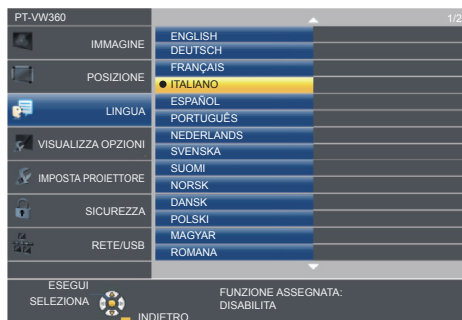 PT-VW360
1/2
IMMAGINE
POSIZIONE
LINGUA
VISUALIZZA OPZIONI
IMPOSTA PROIETTORE
SICUREZZA
RETE/USB
ENGLISH
DEUTSCH
FRANÇAIS
ITALIANO
ESPAÑOL
PORTUGUÊS
NEDERLANDS
SVENSKA
SUOMI
NORSK
DANSK
POLSKI
MAGYAR
ROMANA
ESEGUI
SELEZIONA
INDIETRO
FUNZIONE ASSEGNATA:
DISABILITA